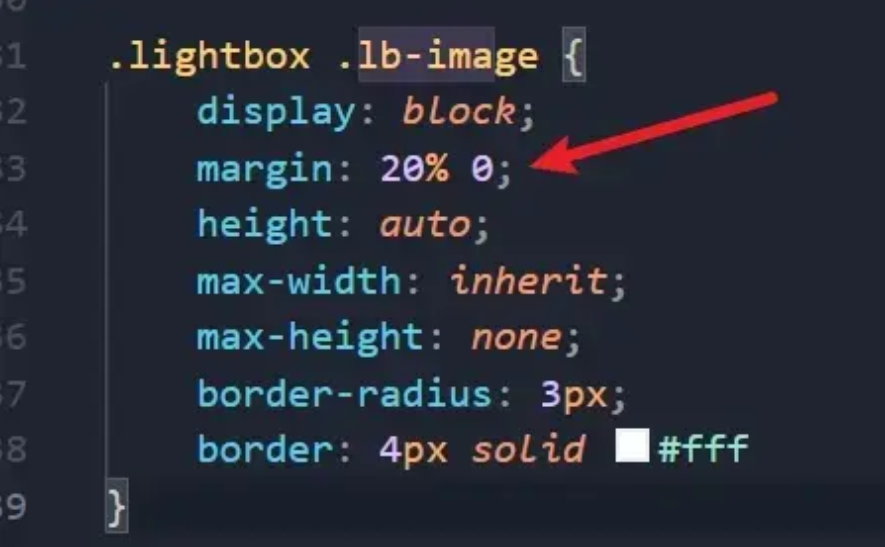 31 .lightbox .lb-image {
32 display: block;
33 margin: 20% 0;
34 height: auto;
35 max-width: inherit;
36 max-height: none;
37 border-radius: 3px;
38 border: 4px solid #fff
39 }